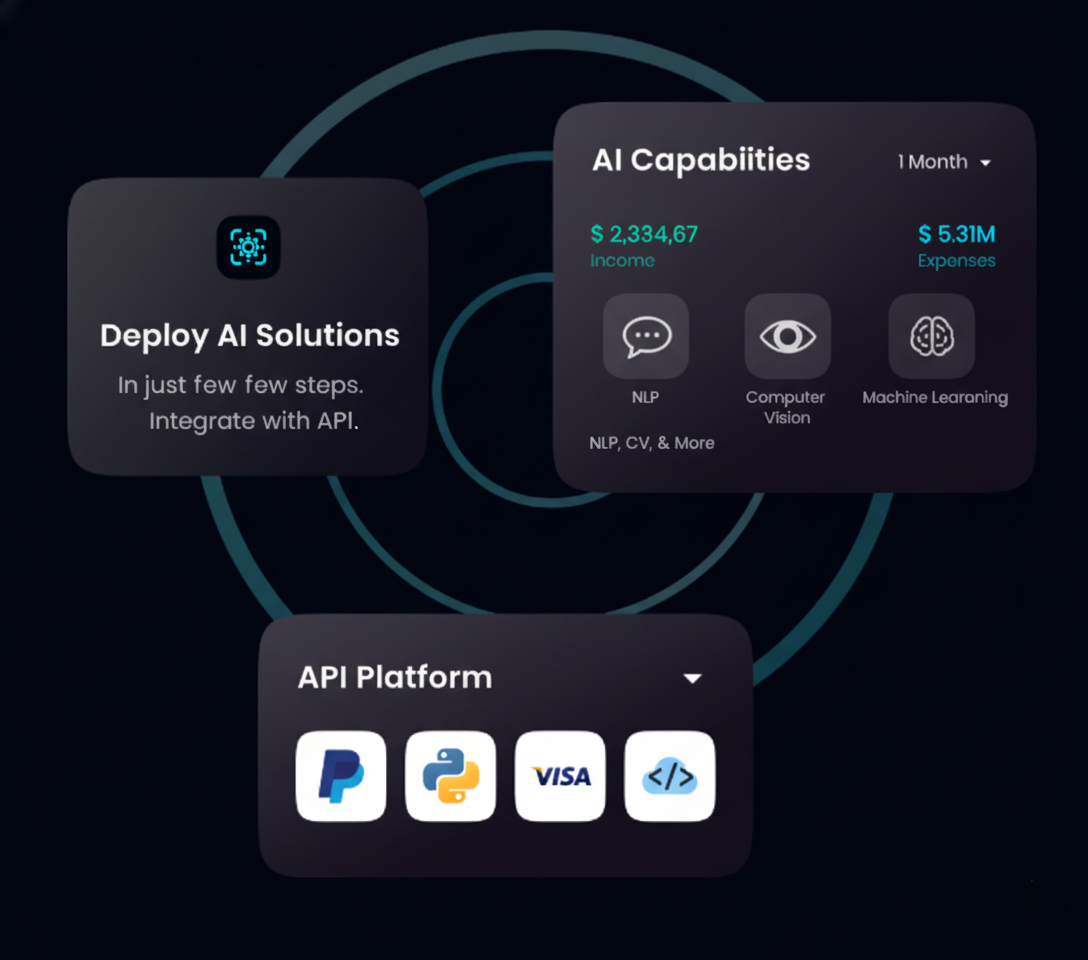 Deploy AI Solutions
In just few few steps.
Integrate with API.
AI Capabiities
1 Month
$ 2,334,67
$ 5.31M
Income
Expenses
NLP
Computer
Vision
Machine Learaning
NLP, CV, & More
API Platform
VISA